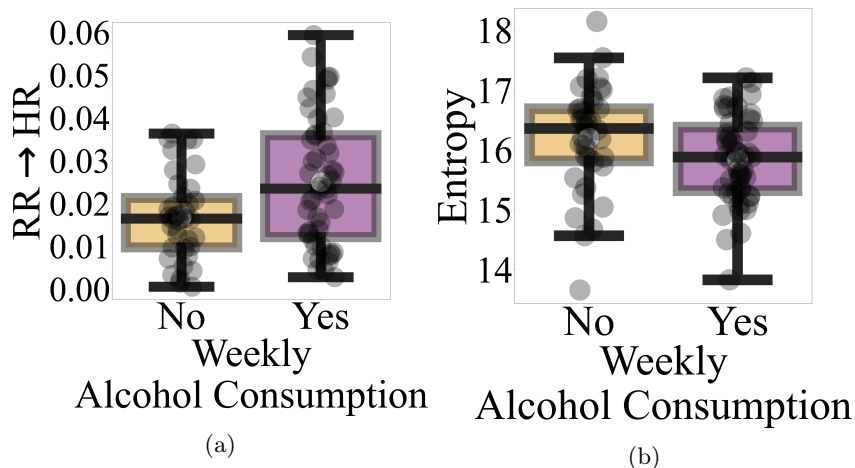 RR → HR
0.06
0.05
0.04
0.03
0.02
0.01
0.00
No Yes
Weekly
Alcohol Consumption
(a)
Entropy
18
17
16
15
14
No Yes
Weekly
Alcohol Consumption
(b)